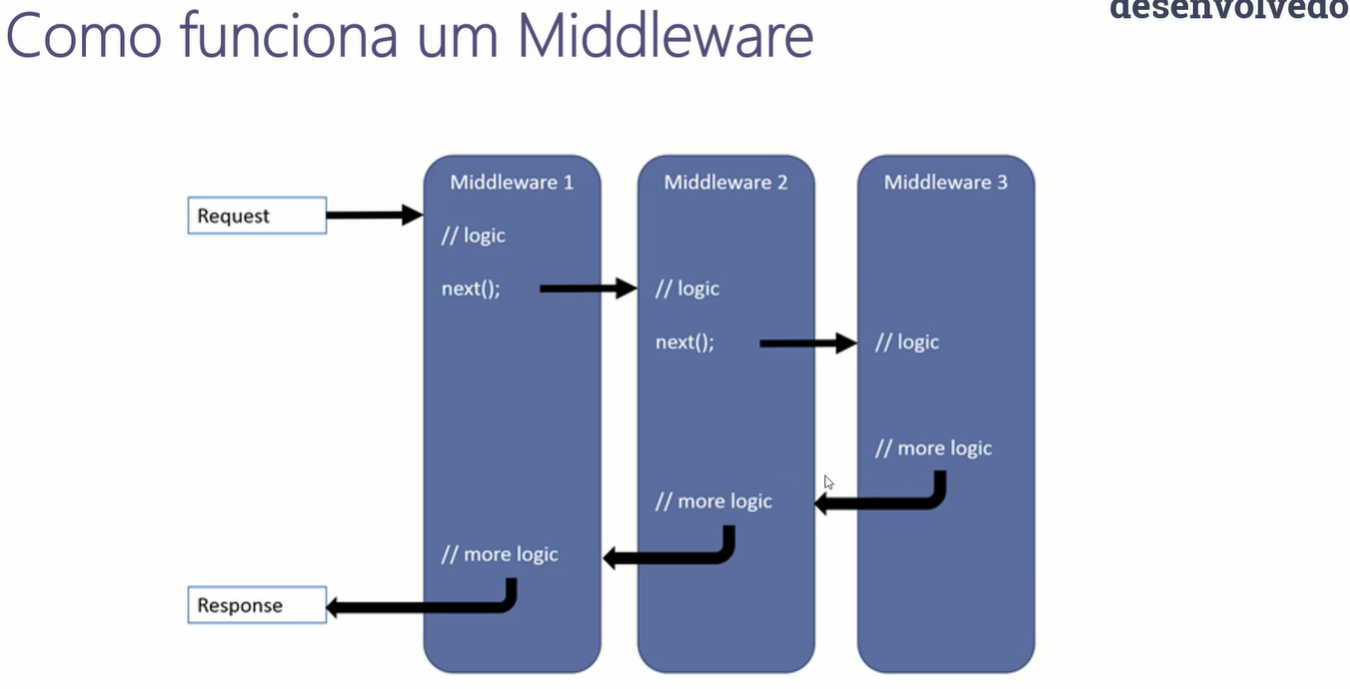 desenvolvedo
Como funciona um Middleware
Middleware 1
Middleware 2
Middleware 3
Request
// logic
next();
// logic
next();
// logic
// more logic
// more logic
// more logic
Response